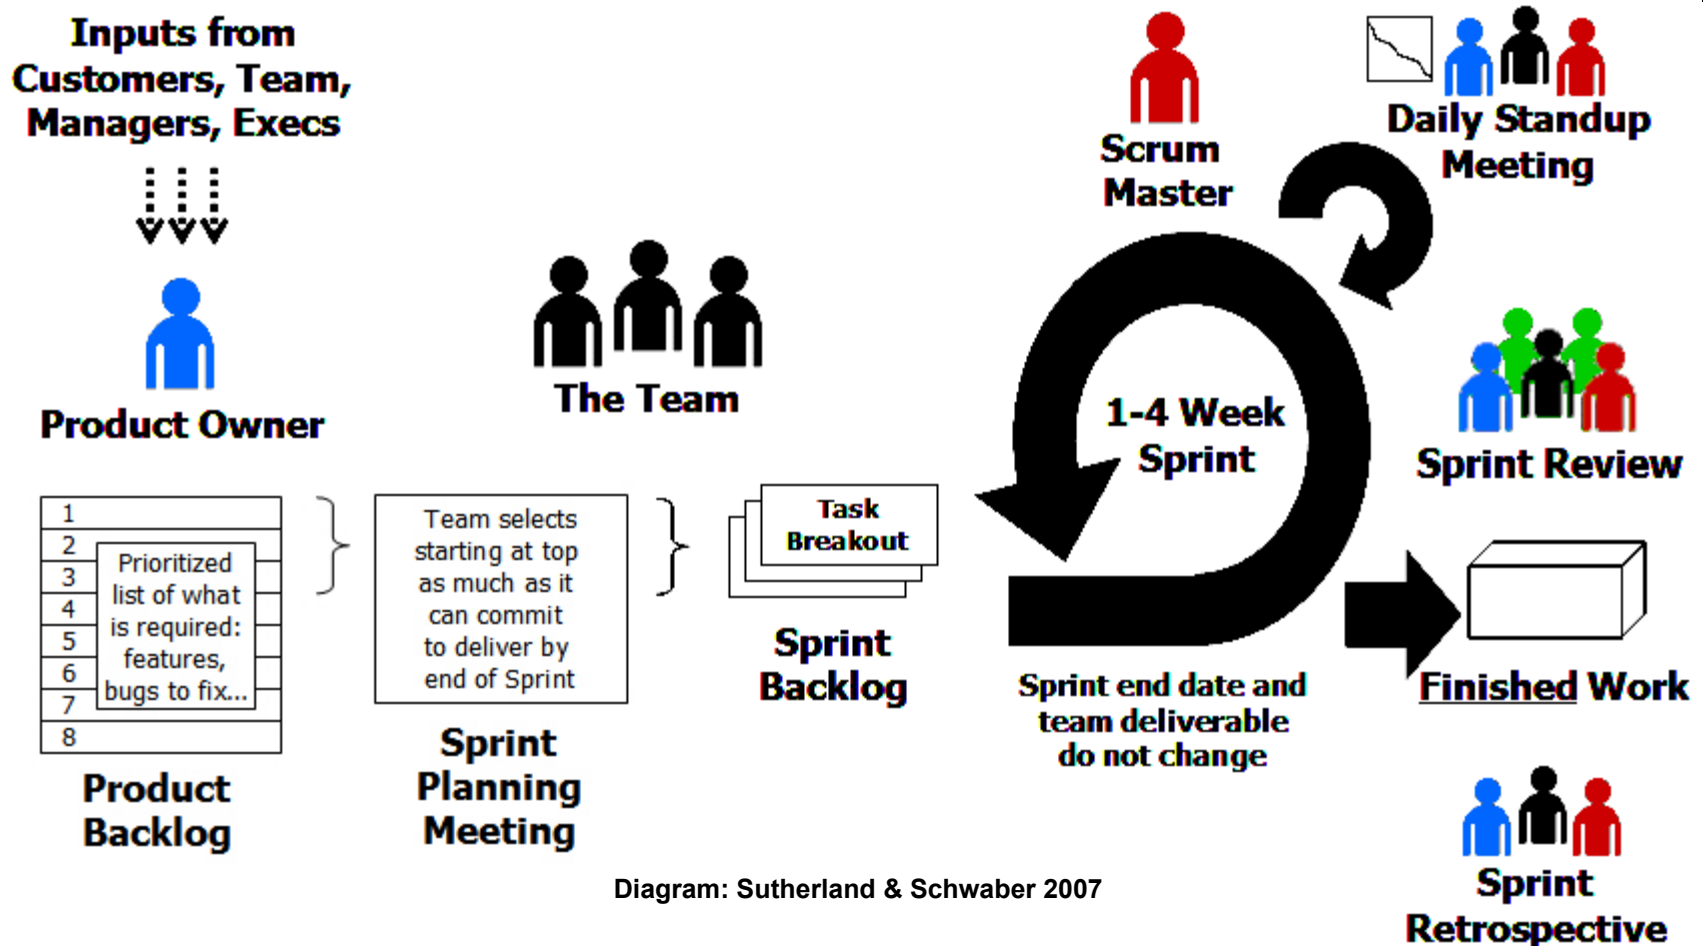 Inputs from
Customers, Team,
Managers, Execs
Product Owner
The Team
Scrum
Master
Daily Standup
Meeting
1-4 Week
Sprint
Sprint Review
1
2
3
4
5
6
7
8
Prioritized
list of what
is required:
features,
bugs to fix...
Product
Backlog
Team selects
starting at top
as much as it
can commit
to deliver by
end of Sprint
Sprint
Planning
Meeting
Task
Breakout
Sprint
Backlog
Sprint end date and
team deliverable
do not change
Finished Work
Sprint
Retrospective
Diagram: Sutherland & Schwaber 2007